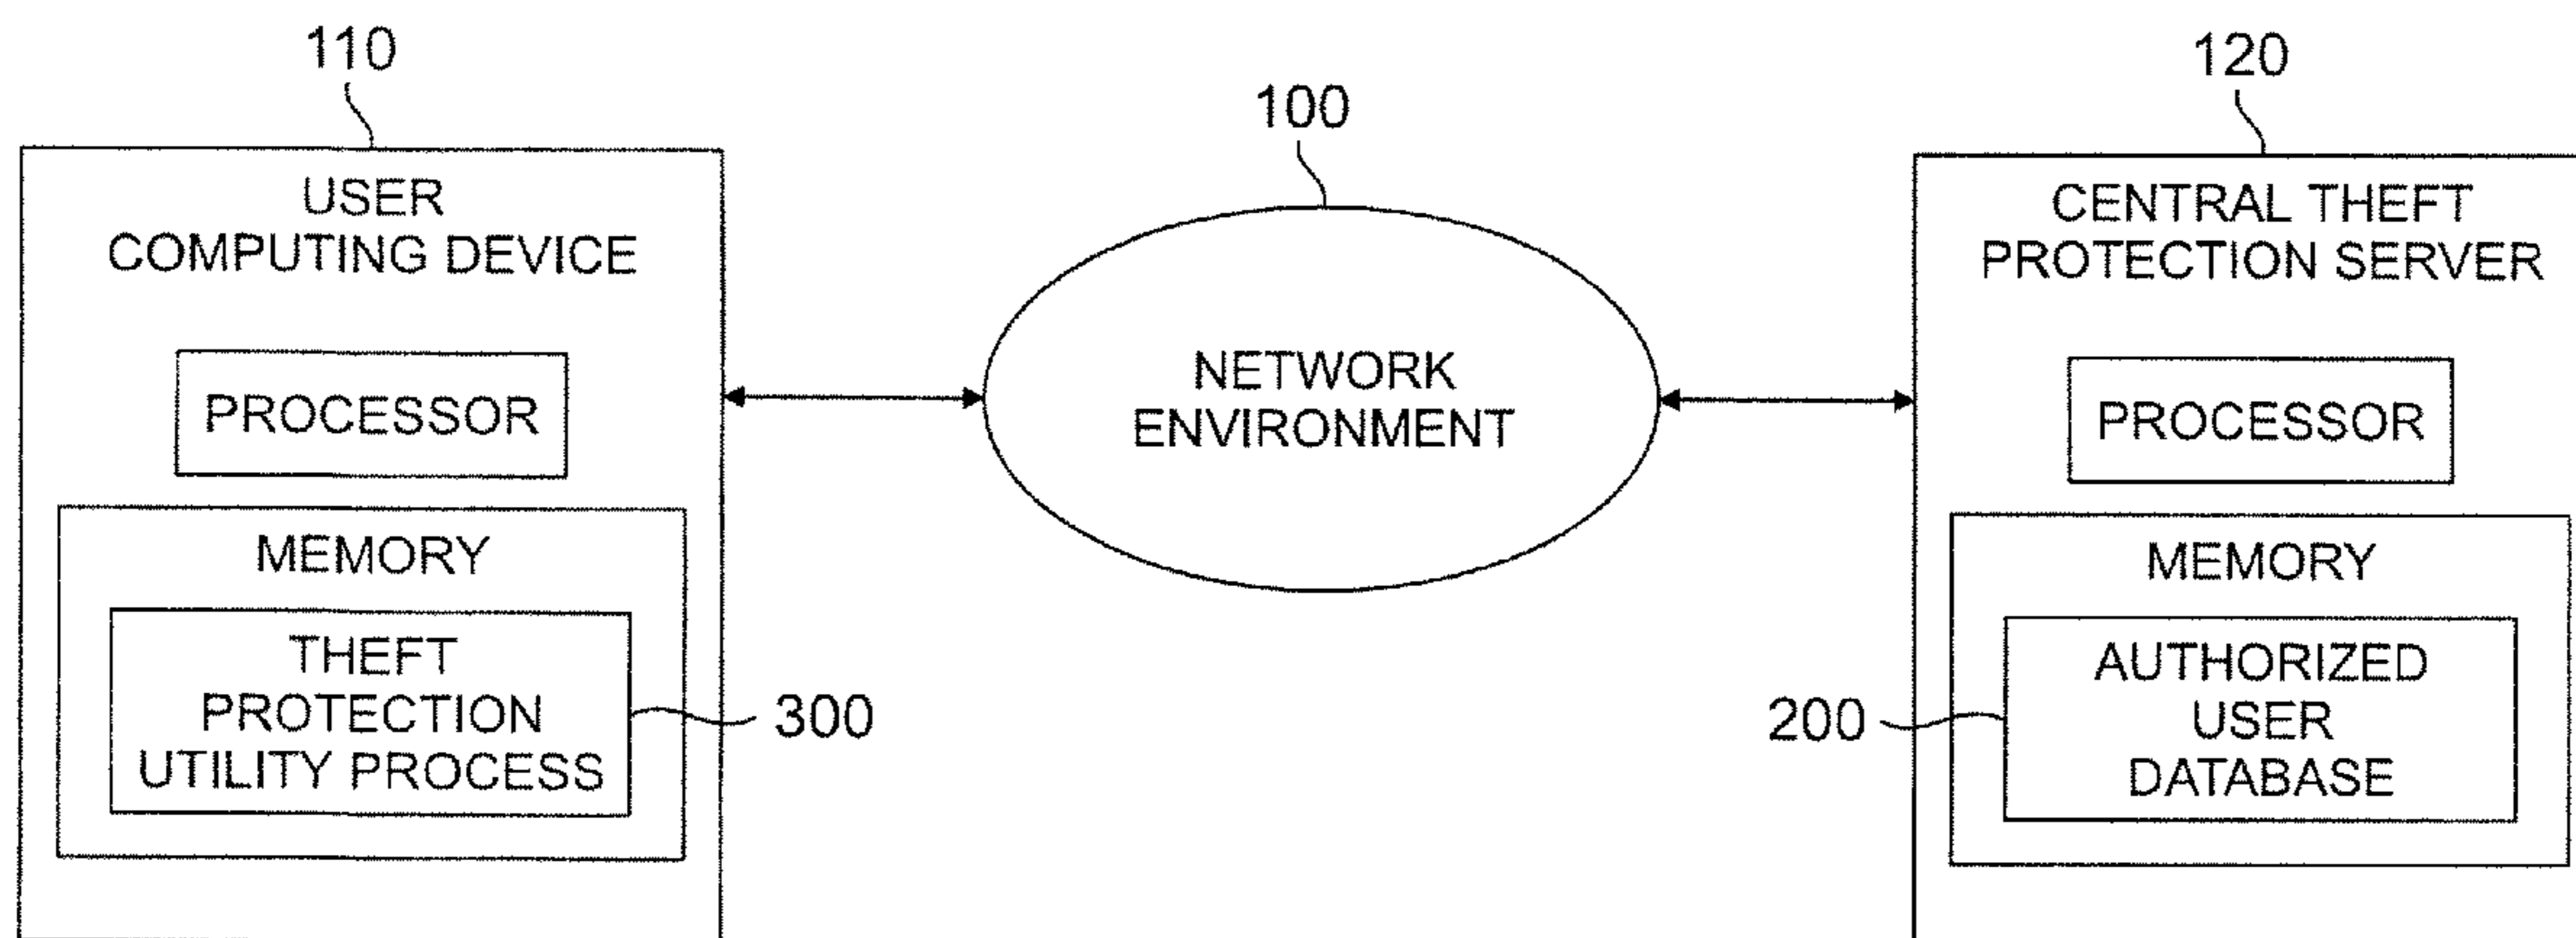 110
USER
COMPUTING DEVICE
PROCESSOR
MEMORY
THEFT
PROTECTION
UTILITY PROCESS
300
100
NETWORK
ENVIRONMENT
120
CENTRAL THEFT
PROTECTION SERVER
PROCESSOR
MEMORY
AUTHORIZED
USER
DATABASE
200